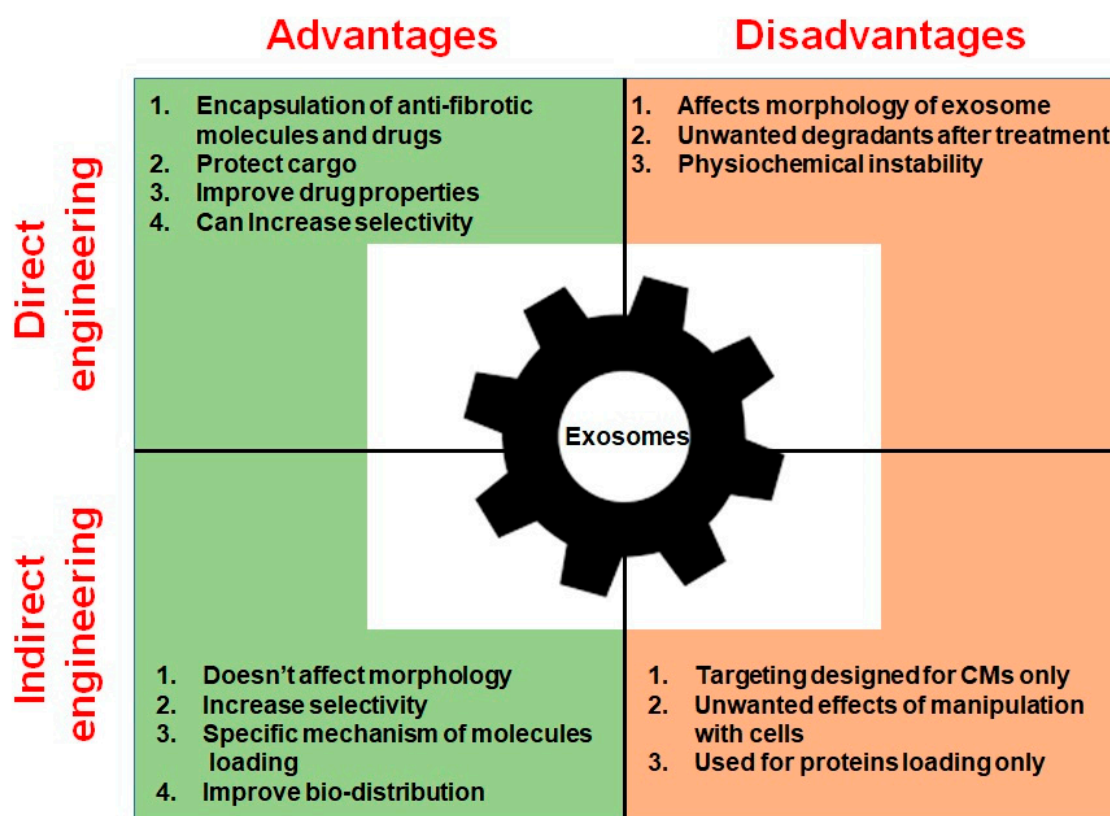 Advantages
Disadvantages
Direct
engineering
1. Encapsulation of anti-fibrotic
molecules and drugs
2. Protect cargo
3. Improve drug properties
4. Can Increase selectivity
1. Affects morphology of exosome
2. Unwanted degradants after treatment
3. Physiochemical instability
Exosomes
Indirect
engineering
1. Doesn't affect morphology
2. Increase selectivity
3. Specific mechanism of molecules
loading
4. Improve bio-distribution
1. Targeting designed for CMs only
2. Unwanted effects of manipulation
with cells
3. Used for proteins loading only